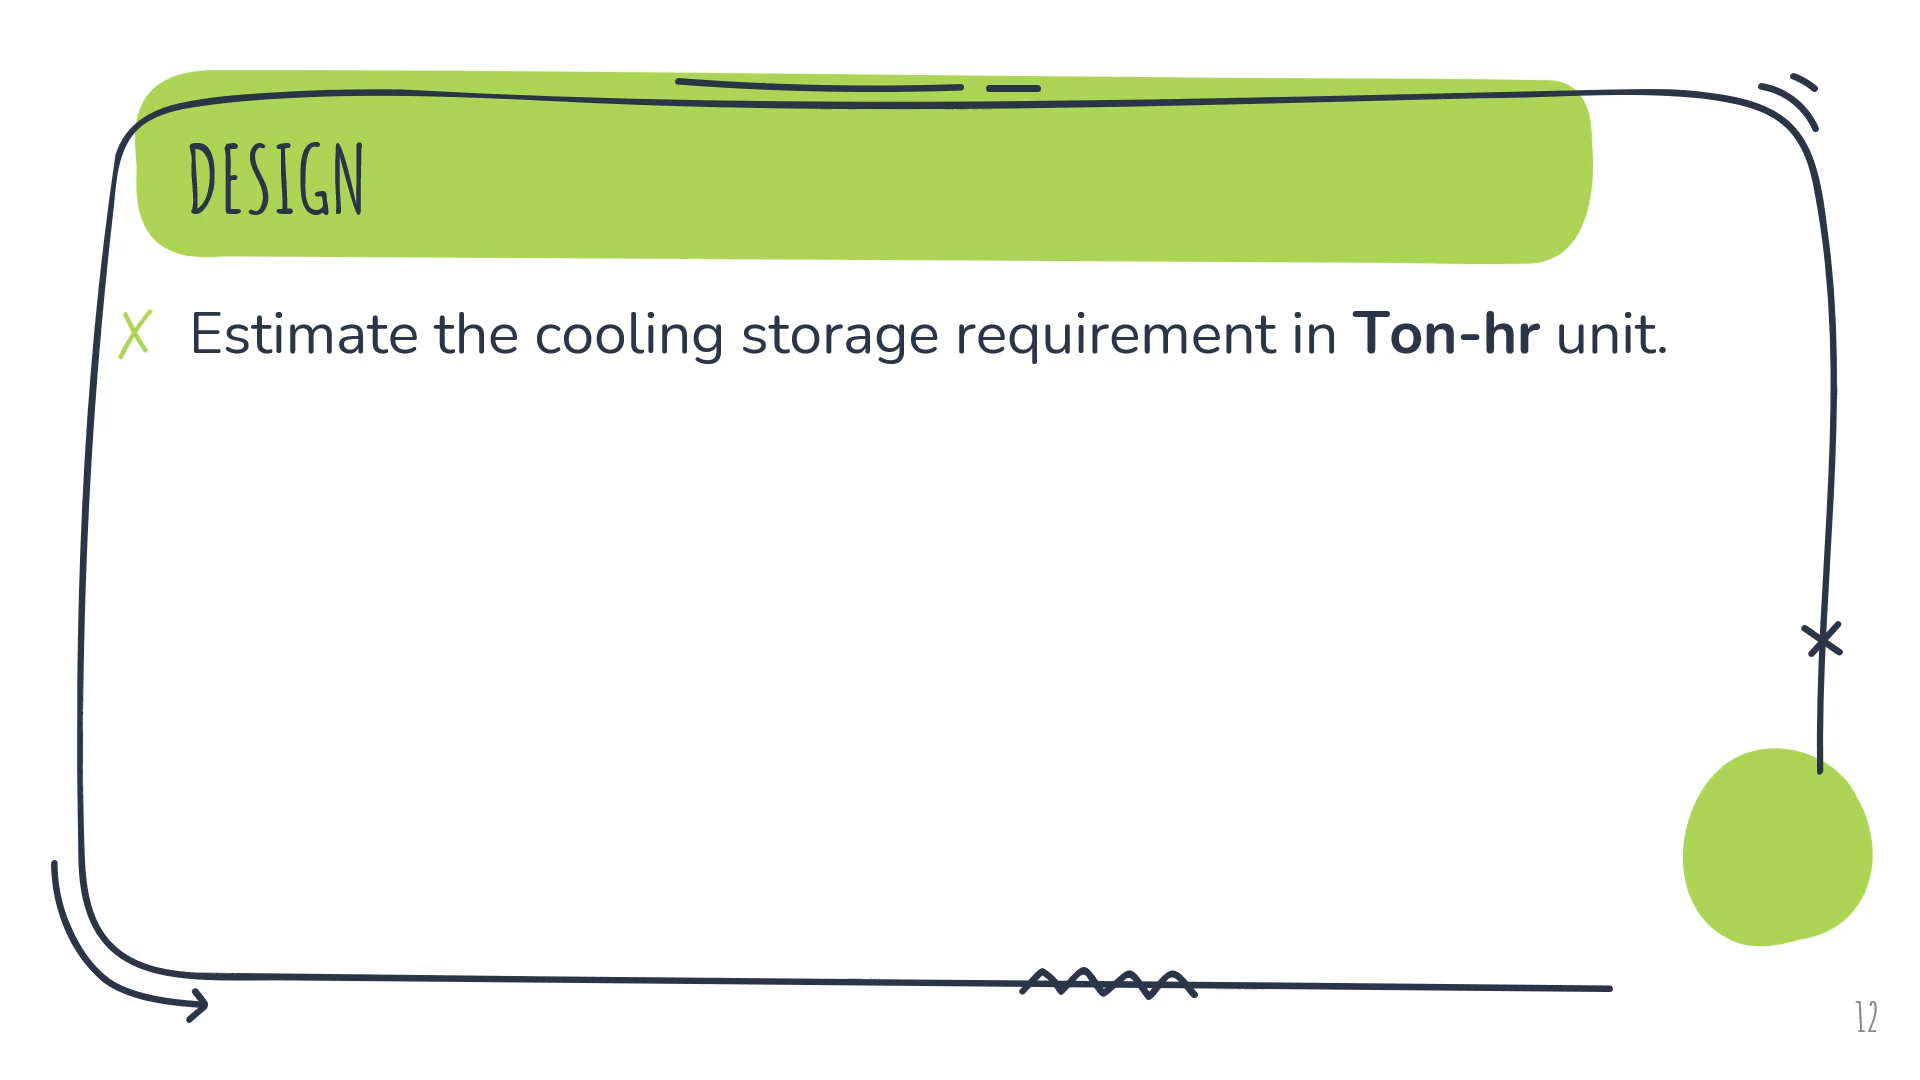 DESIGN
Estimate the cooling storage requirement in Ton-hr unit.
12